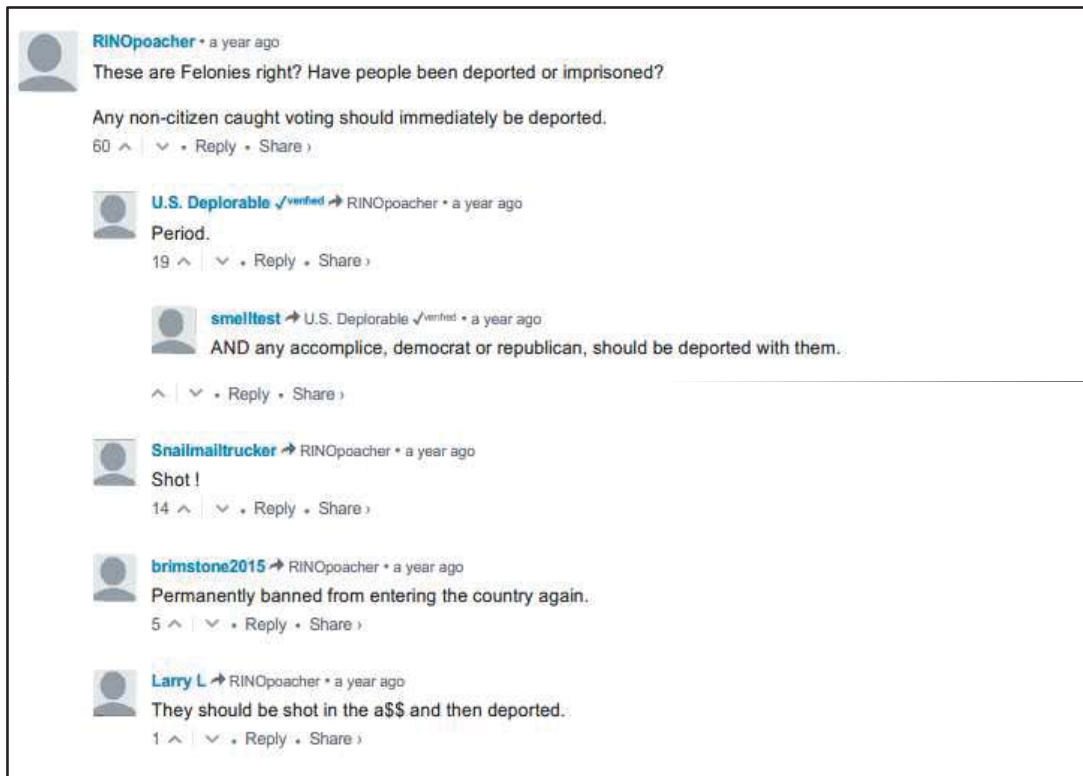 RINOpoacher • a year ago
These are Felonies right? Have people been deported or imprisoned?
Any non-citizen caught voting should immediately be deported.
60 • Reply • Share ›
U.S. Deplorable ✓verified → RINOpoacher • a year ago
Period.
19 • Reply • Share ›
smelltest → U.S. Deplorable ✓verified • a year ago
AND any accomplice, democrat or republican, should be deported with them.
• Reply • Share ›
Snailmailtrucker → RINOpoacher • a year ago
Shot !
14 • Reply • Share ›
brimstone2015 → RINOpoacher • a year ago
Permanently banned from entering the country again.
5 • Reply • Share ›
Larry L → RINOpoacher • a year ago
They should be shot in the a$$ and then deported.
1 • Reply • Share ›